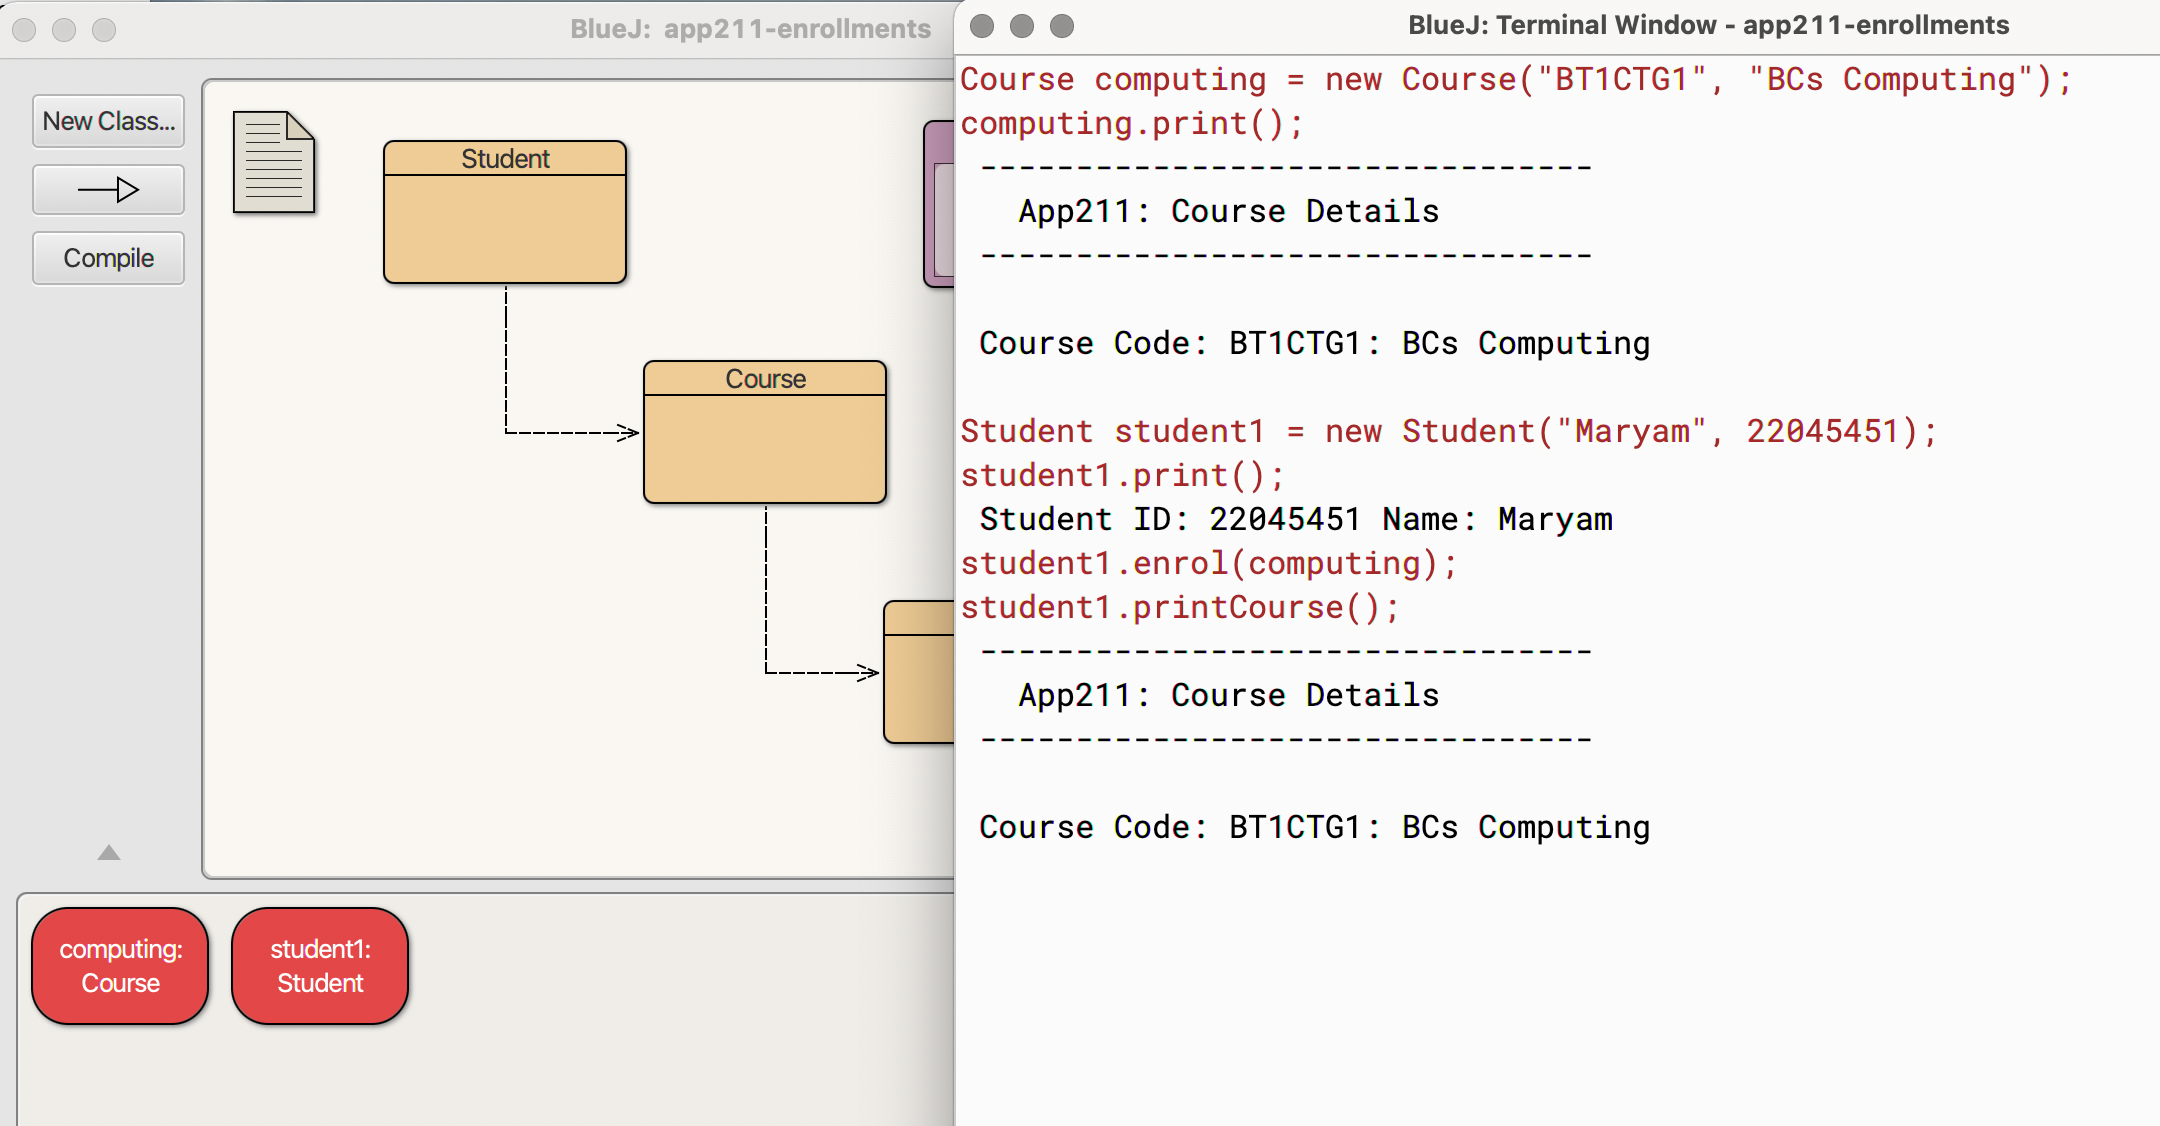 BlueJ: app211-enrollments
New Class...
Compile
Student
Course
computing:
Course
student1:
Student
BlueJ: Terminal Window - app211-enrollments
Course computing = new Course("BT1CTG1", "BCs Computing");
computing.print();
--------------------------------
App211: Course Details
--------------------------------
Course Code: BT1CTG1: BCs Computing
Student student1 = new Student("Maryam", 22045451);
student1.print();
Student ID: 22045451 Name: Maryam
student1.enrol(computing);
student1.printCourse();
--------------------------------
App211: Course Details
--------------------------------
Course Code: BT1CTG1: BCs Computing